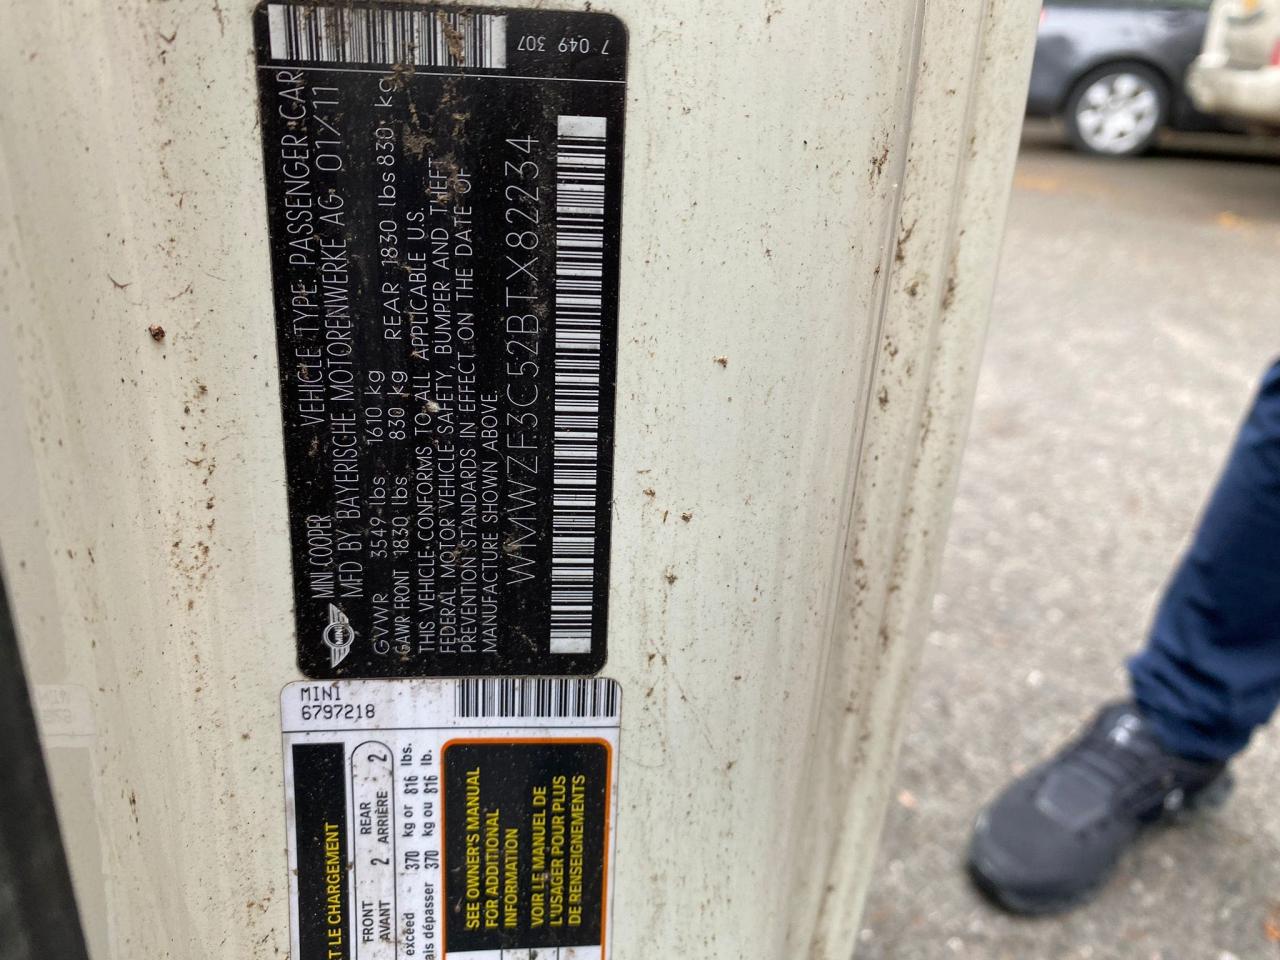 7 049 307
MINI COOPER VEHICLE TYPE: PASSENGER CAR
MFD BY BAYERISCHE MOTORENWERKE AG 01/11
GVWR 3549 lbs 1610 kg
GAWR FRONT 1830 lbs 830 kg REAR 1830 lbs 830 kg
THIS VEHICLE CONFORMS TO ALL APPLICABLE U.S.
FEDERAL MOTOR VEHICLE SAFETY, BUMPER AND THEFT
PREVENTION STANDARDS IN EFFECT ON THE DATE OF
MANUFACTURE SHOWN ABOVE.
WMWZF3C52BTX82234
MINI
MINI
6797218
T LE CHARGEMENT
FRONT 2 REAR 2
AVANT ARRIÈRE
exceed 370 kg or 816 lbs.
ais dépasser 370 kg ou 816 lb.
SEE OWNER'S MANUAL
FOR ADDITIONAL
INFORMATION
VOIR LE MANUEL DE
L'USAGER POUR PLUS
DE RENSEIGNEMENTS